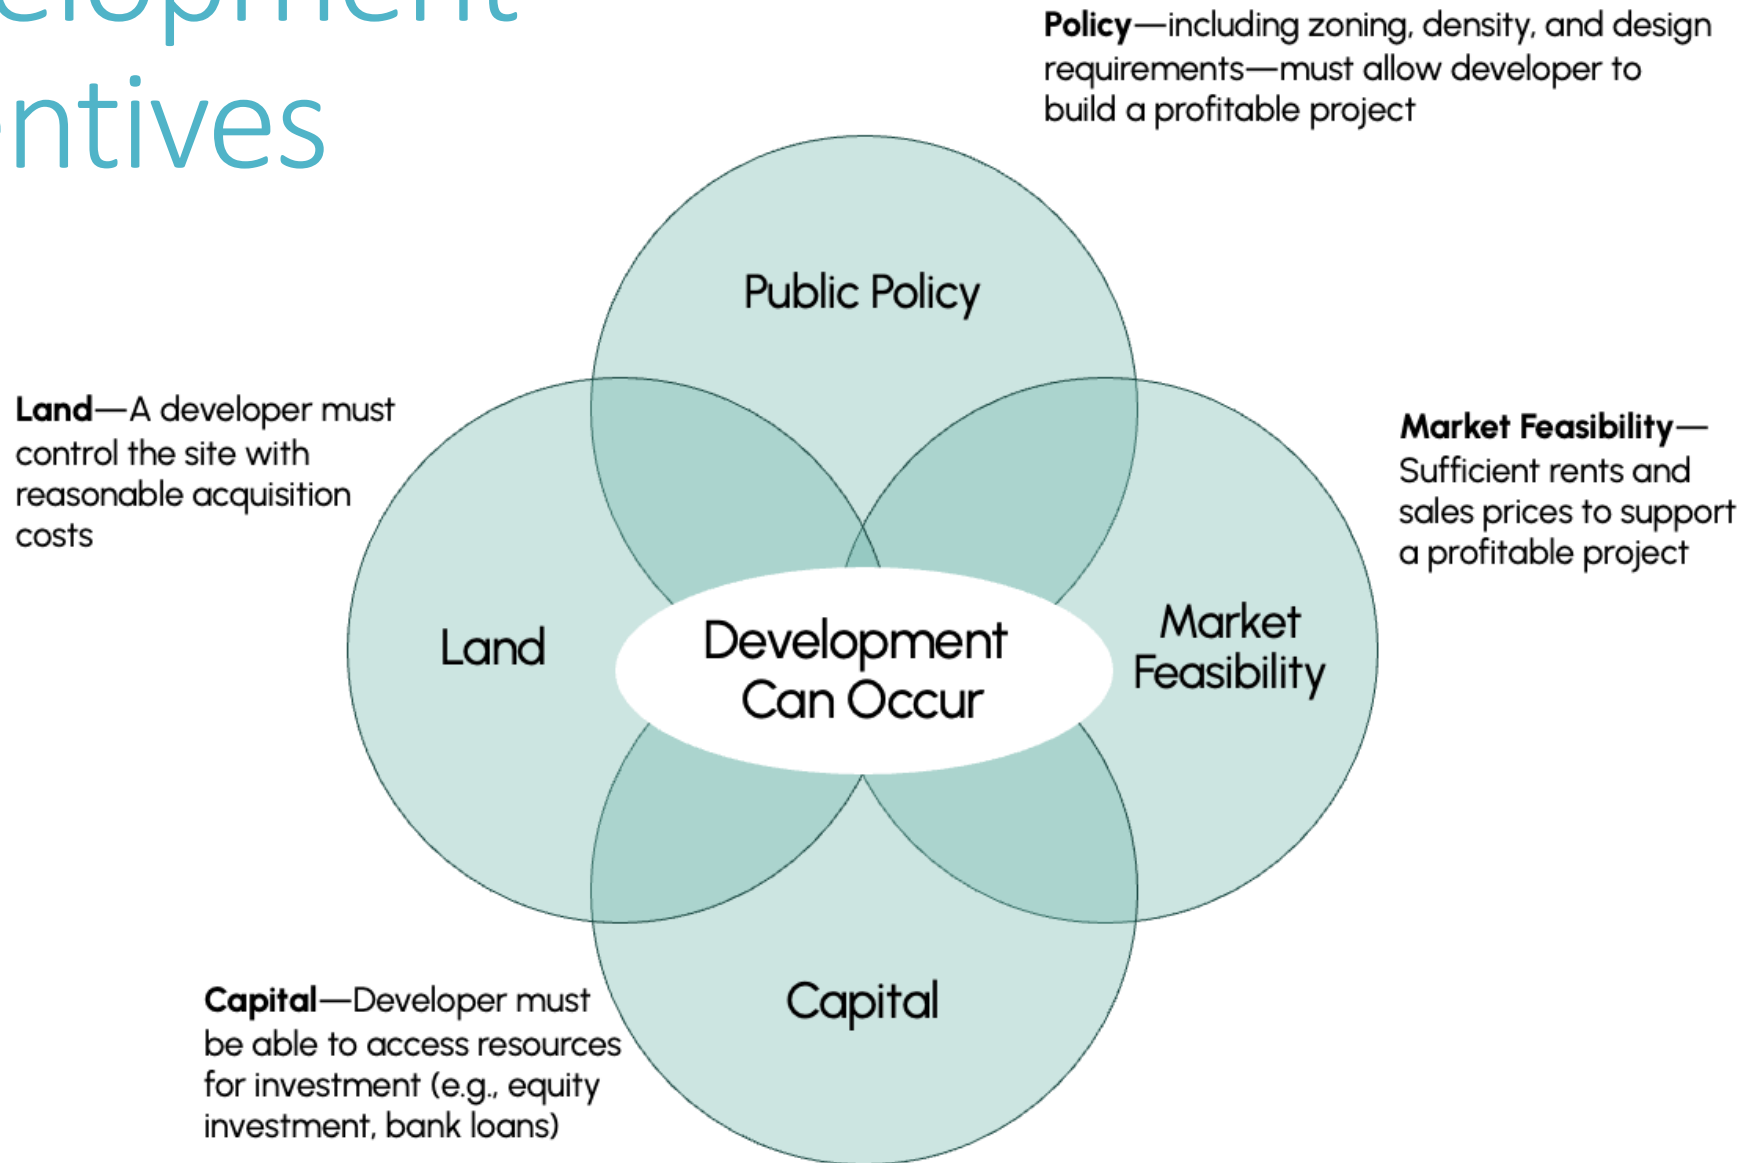 elopment
entives
Policy—including zoning, density, and design
requirements—must allow developer to
build a profitable project
Public Policy
Land—A developer must
control the site with
reasonable acquisition
costs
Market Feasibility—
Sufficient rents and
sales prices to support
a profitable project
Land
Development
Can Occur
Market
Feasibility
Capital—Developer must
be able to access resources
for investment (e.g., equity
investment, bank loans)
Capital